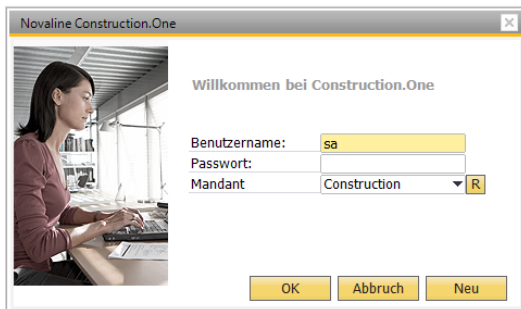 Novaline Construction.One
Willkommen bei Construction.One
Benutzername: sa
Passwort:
Mandant Construction R
OK Abbruch Neu